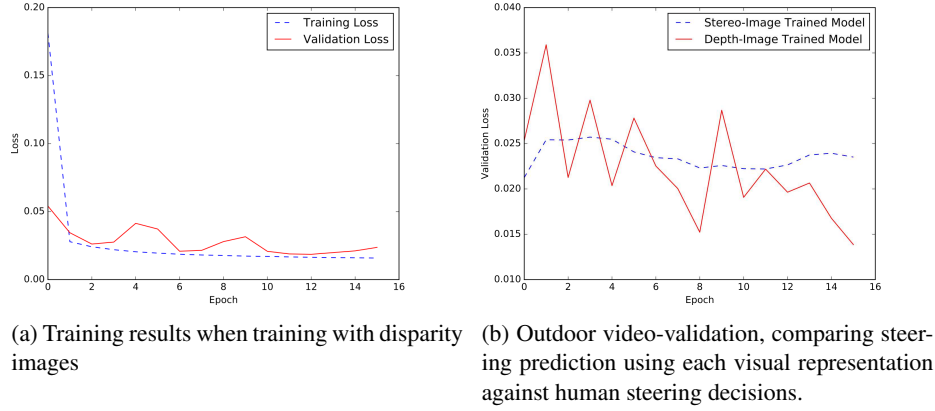 0.20
0.15
0.10
0.05
0.00
Loss
0 2 4 6 8 10 12 14 16
Epoch
Training Loss
Validation Loss
(a) Training results when training with disparity
images
0.040
0.035
0.030
0.025
0.020
0.015
0.010
Validation Loss
0 2 4 6 8 10 12 14 16
Epoch
Stereo-Image Trained Model
Depth-Image Trained Model
(b) Outdoor video-validation, comparing steer-
ing prediction using each visual representation
against human steering decisions.